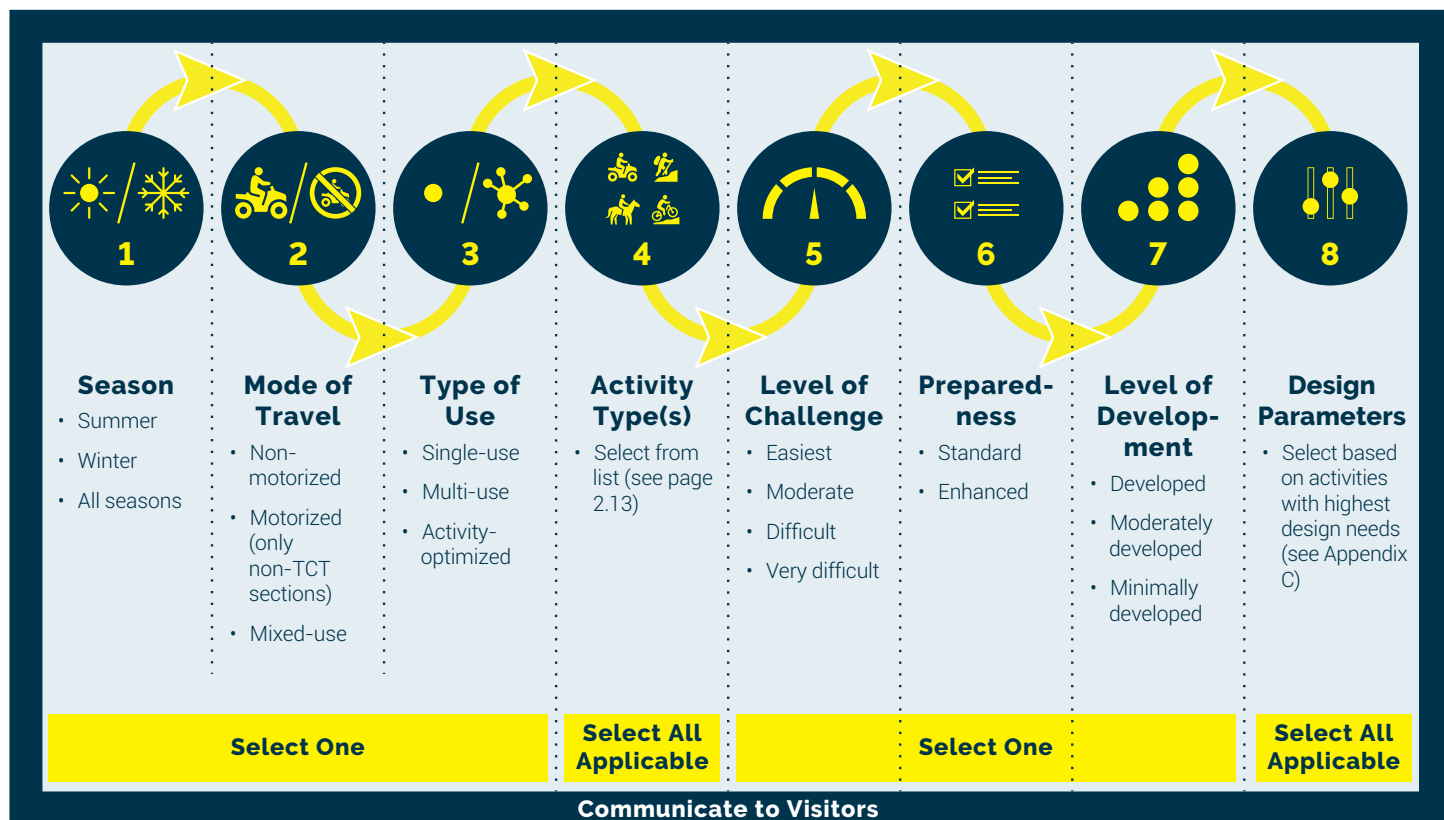 1
2
3
4
5
6
7
8
Season
• Summer
• Winter
• All seasons
Mode of
Travel
• Non-
motorized
• Motorized
(only
non-TCT
sections)
• Mixed-use
Type of
Use
• Single-use
• Multi-use
• Activity-
optimized
Activity
Type(s)
• Select from
list (see page
2.13)
Level of
Challenge
• Easiest
• Moderate
• Difficult
• Very difficult
Prepared-
ness
• Standard
• Enhanced
Level of
Develop-
ment
• Developed
• Moderately
developed
• Minimally
developed
Design
Parameters
• Select based
on activities
with highest
design needs
(see Appendix
C)
Select One
Select All
Applicable
Select One
Select All
Applicable
Communicate to Visitors